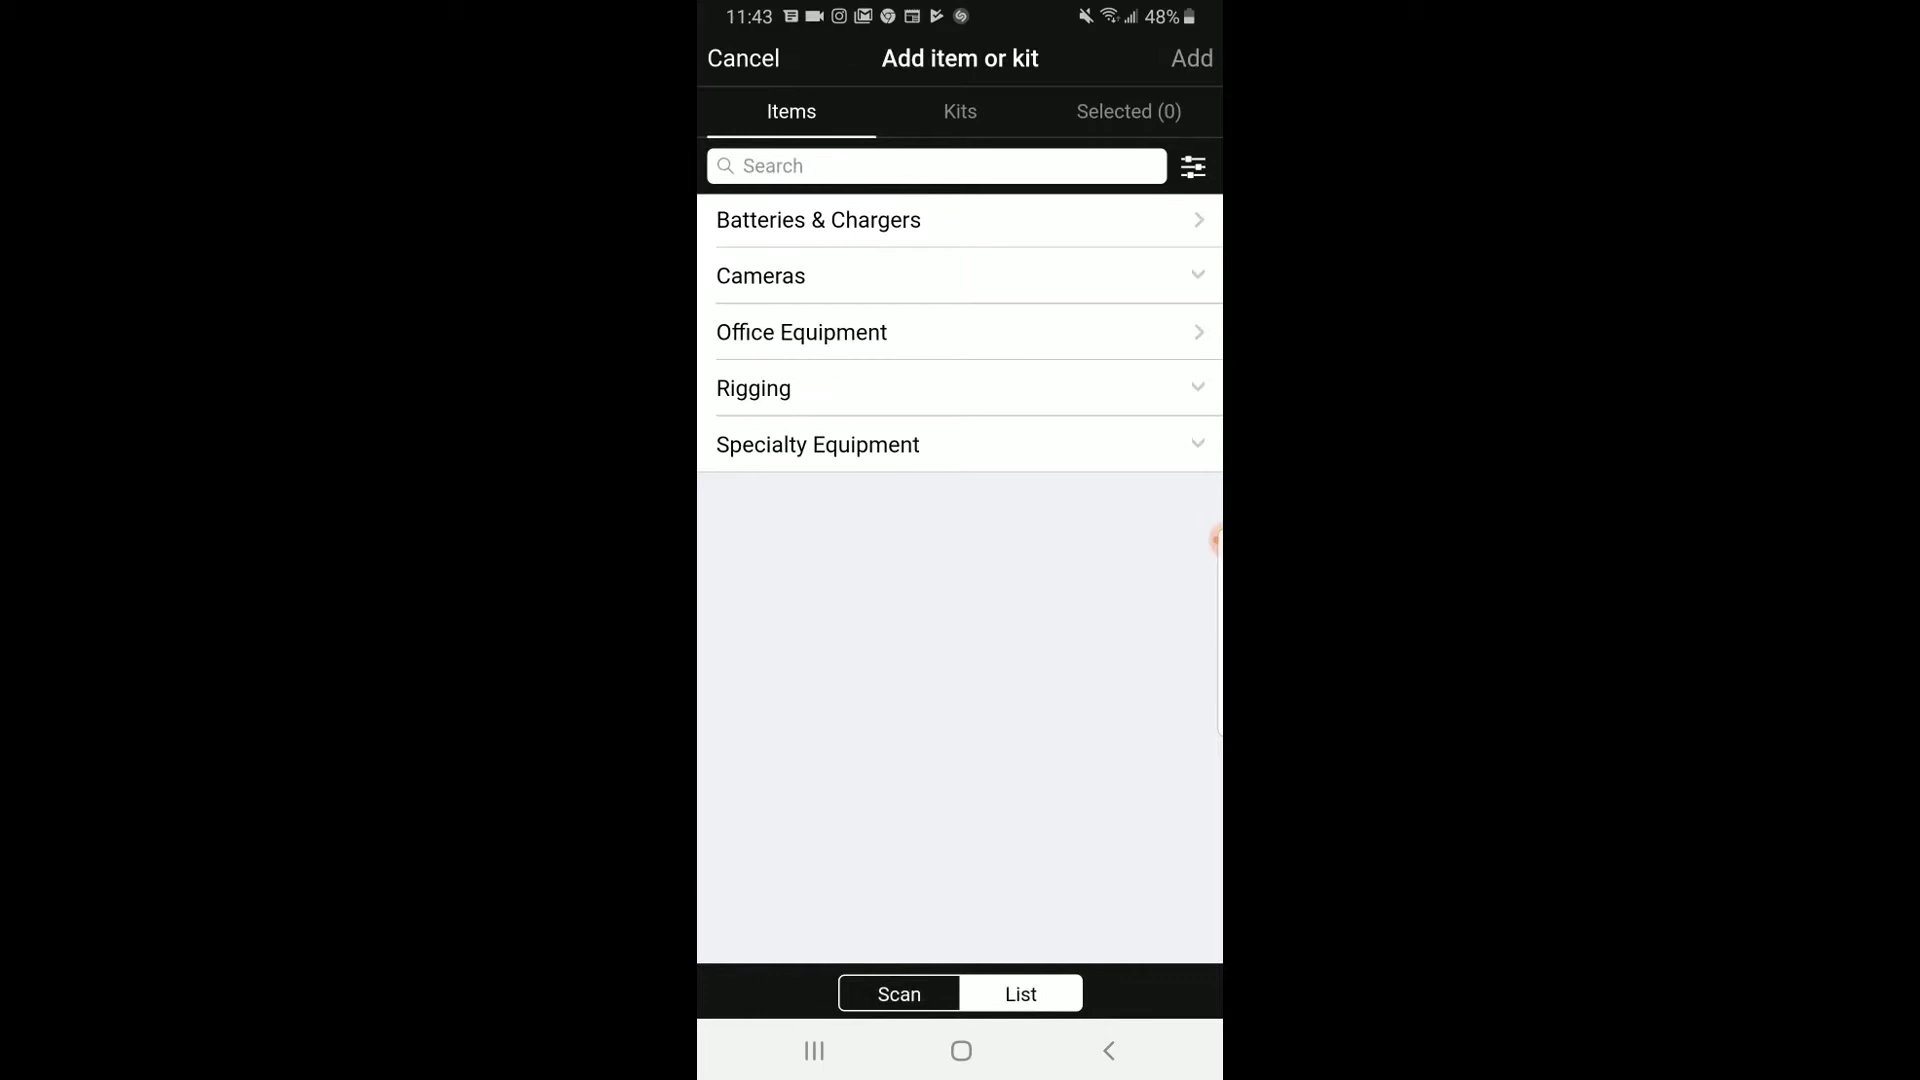 11:43 48%
Cancel Add item or kit Add
Items Kits Selected (0)
Search
Batteries & Chargers
Cameras
Office Equipment
Rigging
Specialty Equipment
Scan List